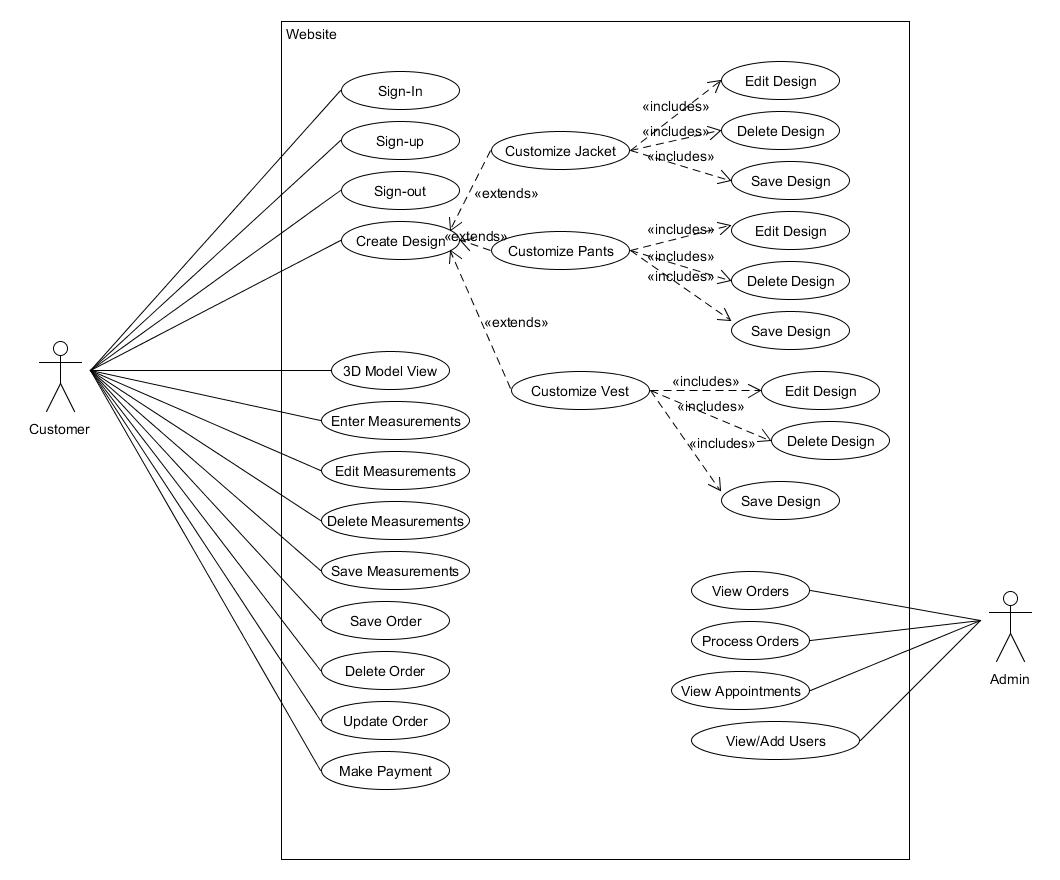 Website
Sign-In
Sign-up
Sign-out
Create Design
3D Model View
Enter Measurements
Edit Measurements
Delete Measurements
Save Measurements
Save Order
Delete Order
Update Order
Make Payment
Customer
«extends»
«extends»
«extends»
Customize Jacket
Customize Pants
Customize Vest
«includes»
«includes»
«includes»
Edit Design
Delete Design
Save Design
«includes»
«includes»
«includes»
Edit Design
Delete Design
Save Design
«includes»
«includes»
«includes»
Edit Design
Delete Design
Save Design
View Orders
Process Orders
View Appointments
View/Add Users
Admin